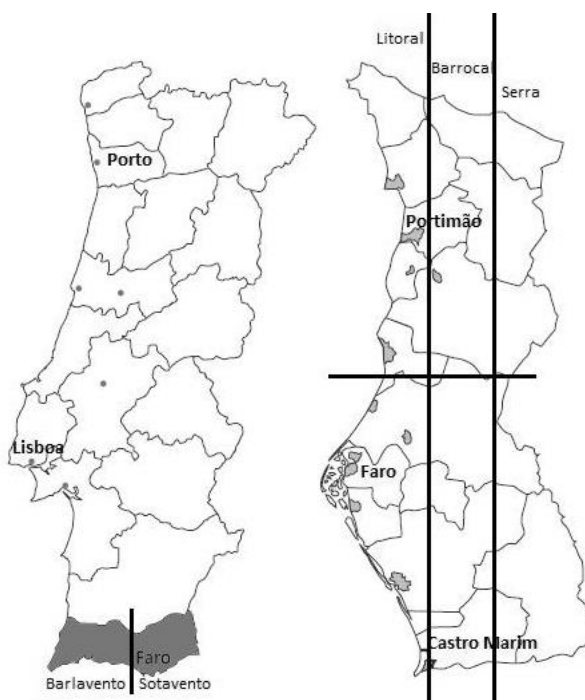 Porto
Lisboa
Faro
Barlavento
Sotavento
Litoral
Barrocal
Serra
Portimão
Faro
Castro Marim